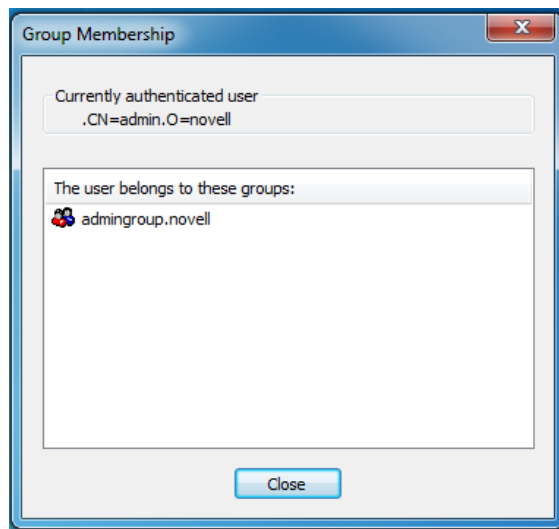 Group Membership
Currently authenticated user
.CN=admin.O=novell
The user belongs to these groups:
admingroup.novell
Close